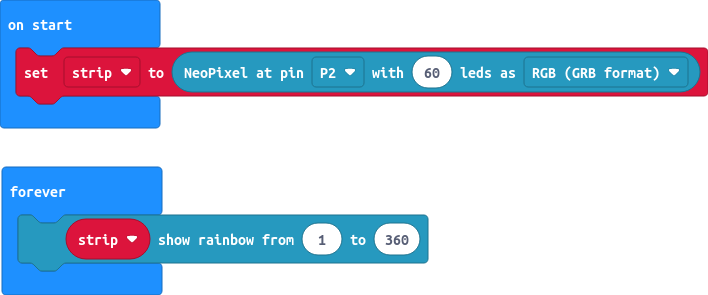 on start
set strip to NeoPixel at pin P2 with 60 leds as RGB (GRB format)
forever
strip show rainbow from 1 to 360